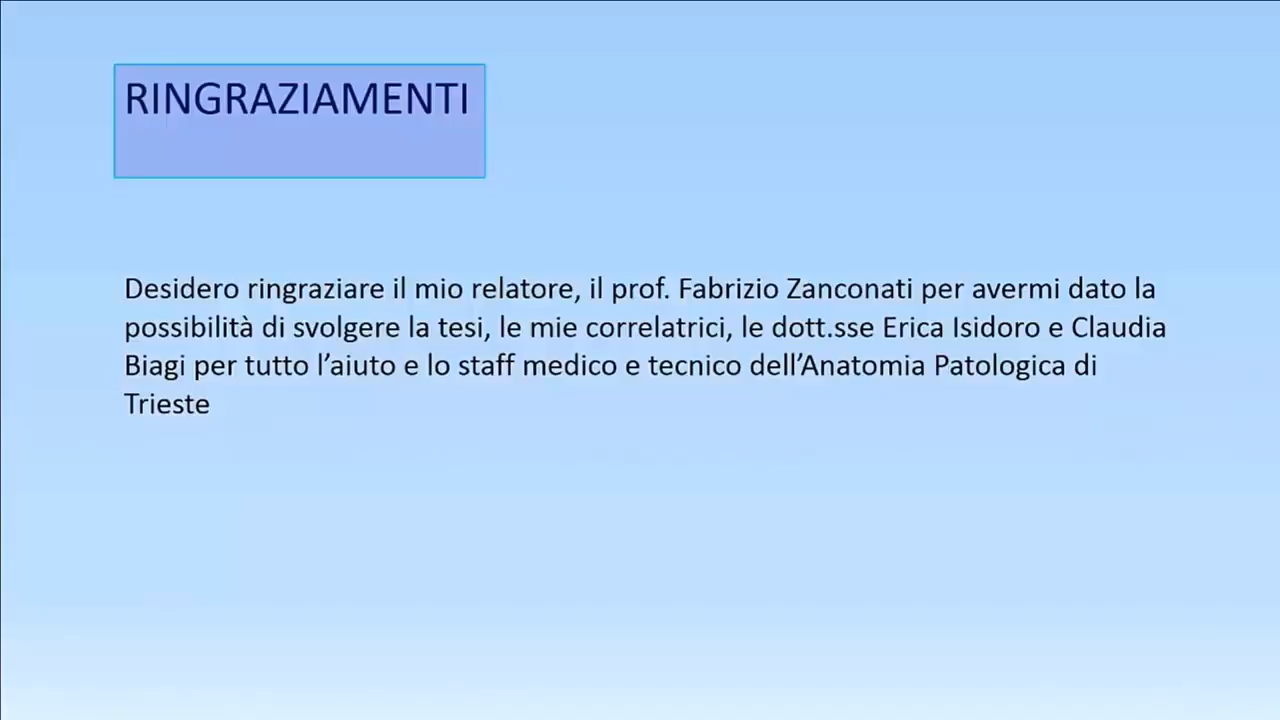 RINGRAZIAMENTI
Desidero ringraziare il mio relatore, il prof. Fabrizio Zanconati per avermi dato la
possibilità di svolgere la tesi, le mie correlatrici, le dott.sse Erica Isidoro e Claudia
Biagi per tutto l’aiuto e lo staff medico e tecnico dell’Anatomia Patologica di
Trieste